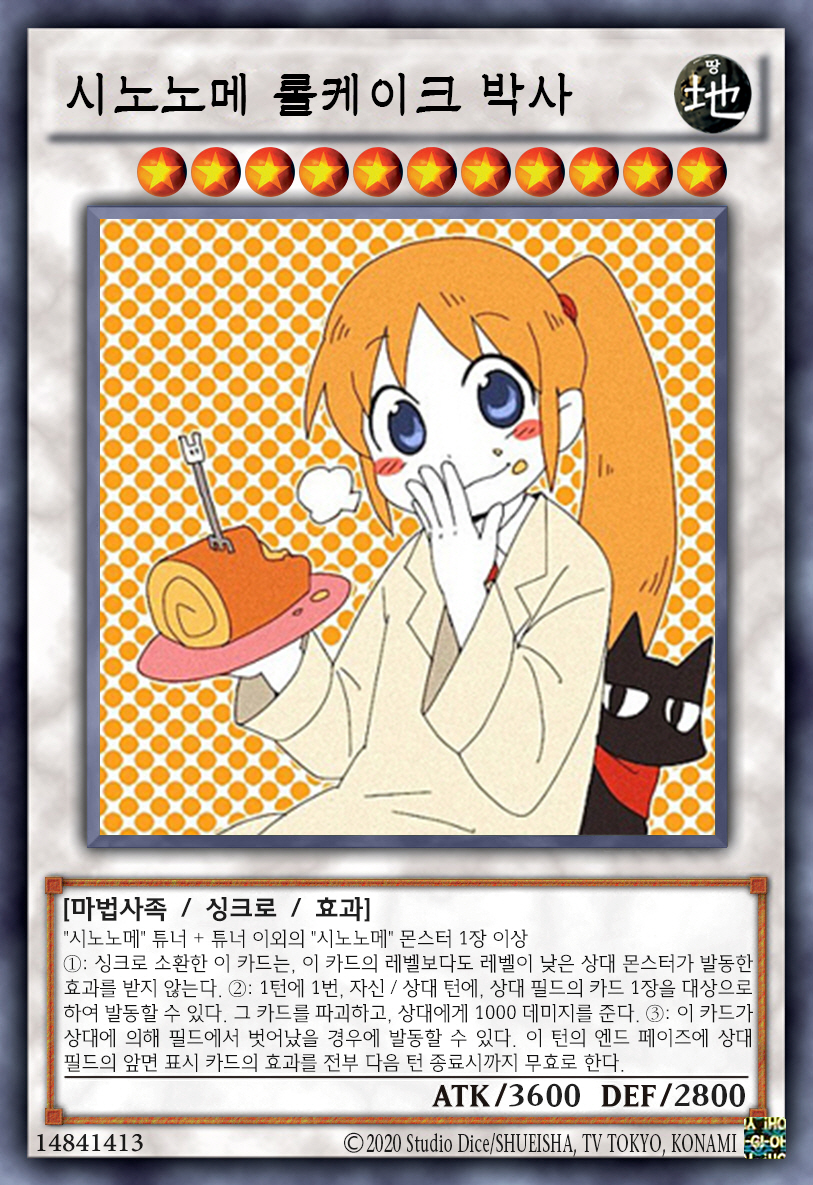 시노노메 롤케이크 박사
땅
地
[마법사족 / 싱크로 / 효과]
"시노노메" 튜너 + 튜너 이외의 "시노노메" 몬스터 1장 이상
①: 싱크로 소환한 이 카드는, 이 카드의 레벨보다도 레벨이 낮은 상대 몬스터가 발동한
효과를 받지 않는다. ②: 1턴에 1번, 자신 / 상대 턴에, 상대 필드의 카드 1장을 대상으로
하여 발동할 수 있다. 그 카드를 파괴하고, 상대에게 1000 데미지를 준다. ③: 이 카드가
상대에 의해 필드에서 벗어났을 경우에 발동할 수 있다. 이 턴의 엔드 페이즈에 상대
필드의 앞면 표시 카드의 효과를 전부 다음 턴 종료시까지 무효로 한다.
ATK/3600 DEF/2800
14841413
©2020 Studio Dice/SHUEISHA, TV TOKYO, KONAMI